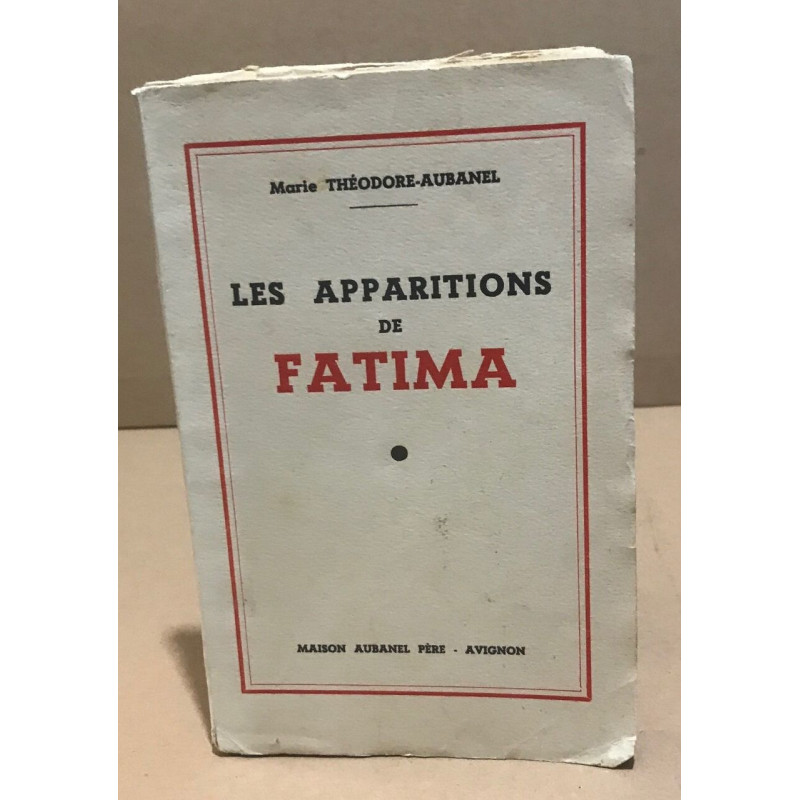 Marie THÉODORE-AUBANEL
LES APPARITIONS
DE
FATIMA
MAISON AUBANEL PÈRE - AVIGNON